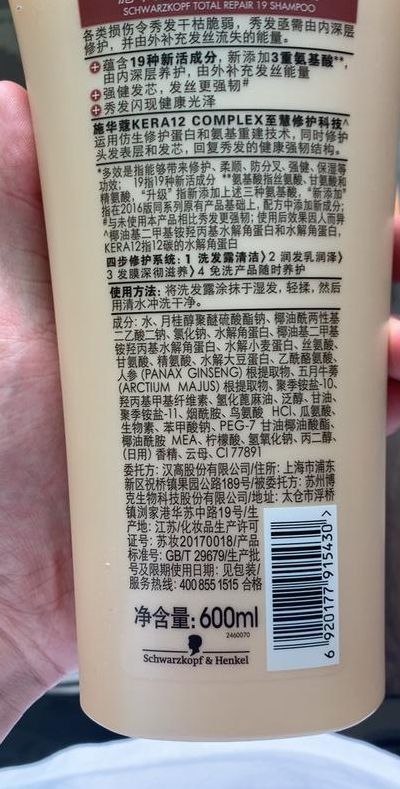 SCHWARZKOPF TOTAL REPAIR 19 SHAMPOO
各类损伤令秀发干枯脆弱，秀发亟需由内深层
修护，并由外补充发丝流失的能量。
蕴含19种新活成分，新添加3重氨基酸**，
由内深层养护，由外补充发丝能量
强健发芯，发丝更强韧#
秀发闪现健康光泽
施华蔻KERA12 COMPLEX至慧修护科技^
运用仿生修护蛋白和氨基重建技术，同时修护
头发表层和发芯，回复秀发的健康强韧结构。
*多效是指能够带来修护、柔顺、防分叉、强健、保湿等
功效； 19指19种新活成分 **氨基酸指丝氨酸、甘氨酸和
精氨酸，“升级”指新添加上述三种氨基酸，“新添加”
指在2016版同系列原有产品基础上，配方中添加新成分；
#与未使用本产品相比秀发更强韧；使用后效果因人而异
^椰油基二甲基铵羟丙基水解角蛋白和水解角蛋白，
KERA12指12碳的水解角蛋白
四步修护系统：1 洗发露清洁〉2 润发乳润泽〉
3 发膜深彻滋养〉4 免洗产品随时养护
使用方法：将洗发露涂抹于湿发，轻揉，然后
用清水冲洗干净。
成分：水、月桂醇聚醚硫酸酯钠、椰油酰两性基
二乙酸二钠、氯化钠、水解角蛋白、椰油基二甲基
铵羟丙基水解角蛋白、水解小麦蛋白、丝氨酸、
甘氨酸、精氨酸、水解大豆蛋白、乙酰酪氨酸、
人参 (PANAX GINSENG) 根提取物、五月牛蒡
(ARCTIUM MAJUS) 根提取物、聚季铵盐-10、
羟丙基甲基纤维素、氢化蓖麻油、泛醇、甘油、
聚季铵盐-11、烟酰胺、鸟氨酸 HCl、瓜氨酸、
生物素、苯甲酸钠、PEG-7 甘油椰油酸酯、
椰油酰胺 MEA、柠檬酸、氢氧化钠、丙二醇、
(日用) 香精、云母、CI 77891
委托方：汉高股份有限公司/住所：上海市浦东
新区祝桥镇果园公路189号/被委托方：苏州博
克生物科技股份有限公司/地址：太仓市浮桥
镇浏家港华苏中路19号/生
产地：江苏/化妆品生产许可
证号：苏妆20170018/产品
标准号：GB/T 29679/生产批
号及限期使用日期：见包装/
服务热线：400 855 1515 合格
净含量：600ml
2460070
Schwarzkopf & Henkel
6 920177 915430 >